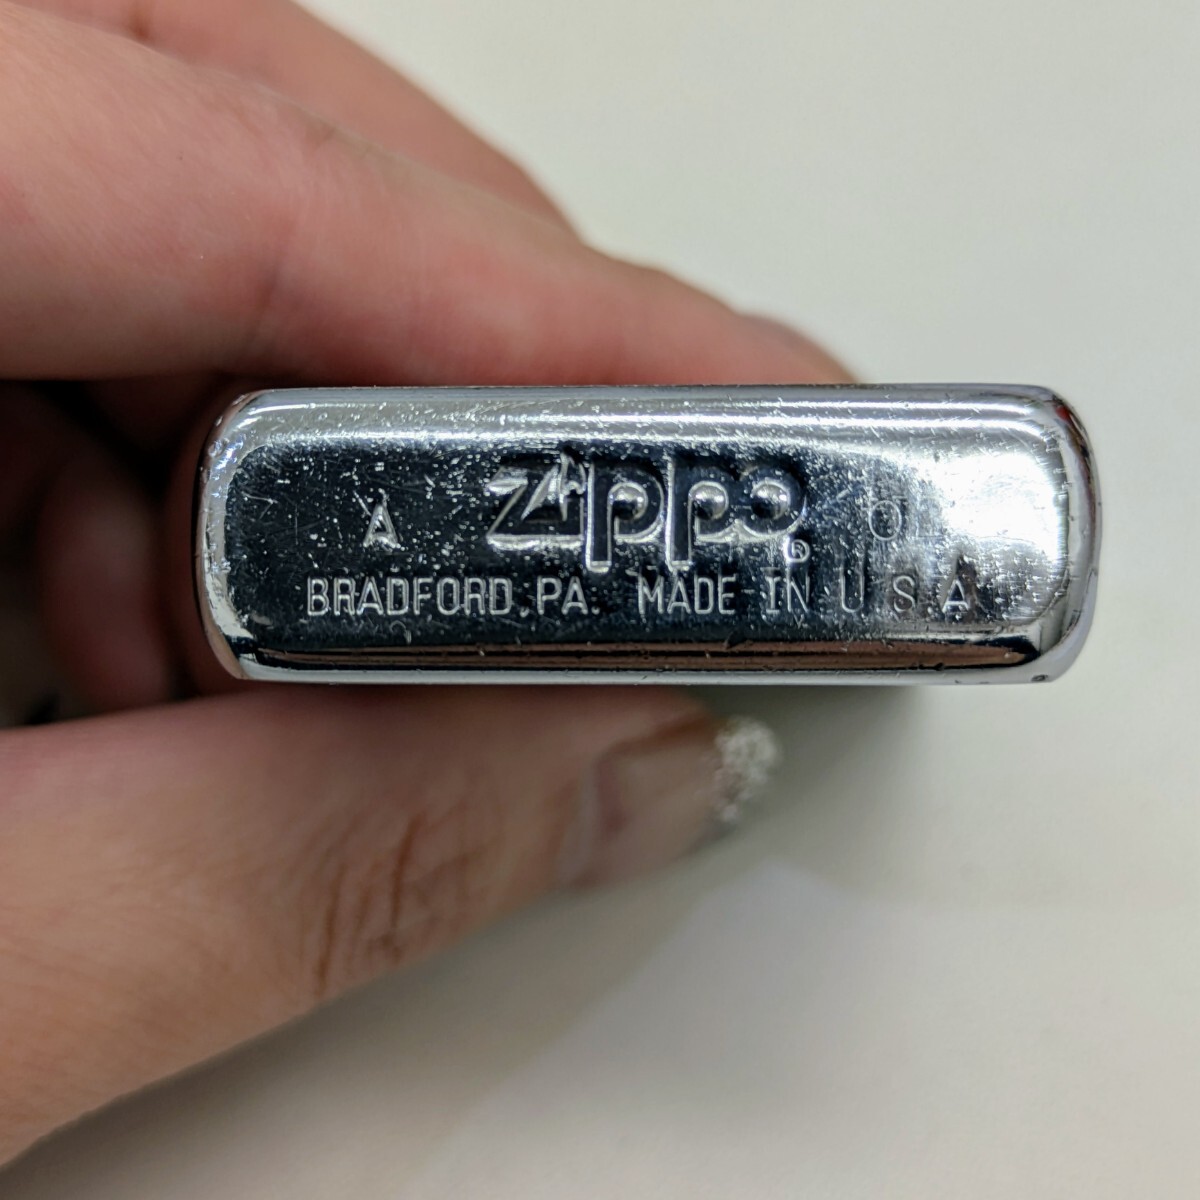 A Zippo ® 01
BRADFORD, PA. MADE IN U S A